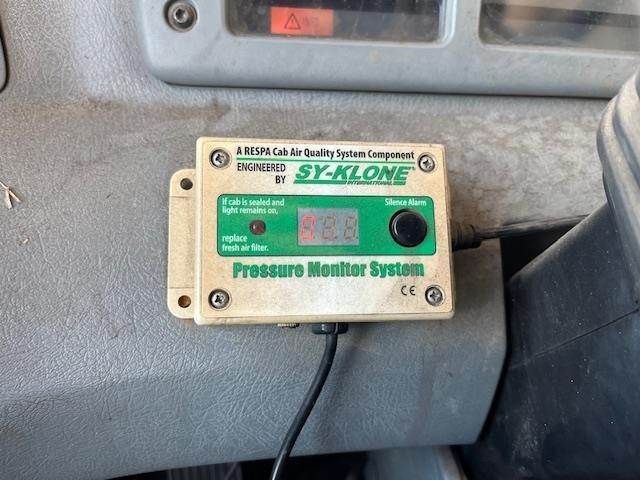 A RESPA Cab Air Quality System Component
ENGINEERED
BY
SY-KLONE
INTERNATIONAL
If cab is sealed and
light remains on,
replace
fresh air filter.
Silence Alarm
Pressure Monitor System
CE